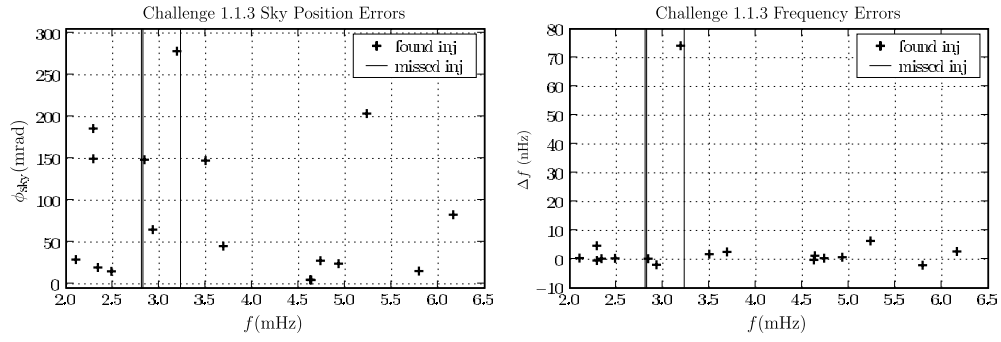 Challenge 1.1.3 Sky Position Errors
found inj
missed inj
300
250
200
150
100
50
0
ϕsky(mrad)
2.0 2.5 3.0 3.5 4.0 4.5 5.0 5.5 6.0 6.5
f(mHz)
Challenge 1.1.3 Frequency Errors
found inj
missed inj
80
70
60
50
40
30
20
10
0
−10
Δf (nHz)
2.0 2.5 3.0 3.5 4.0 4.5 5.0 5.5 6.0 6.5
f(mHz)